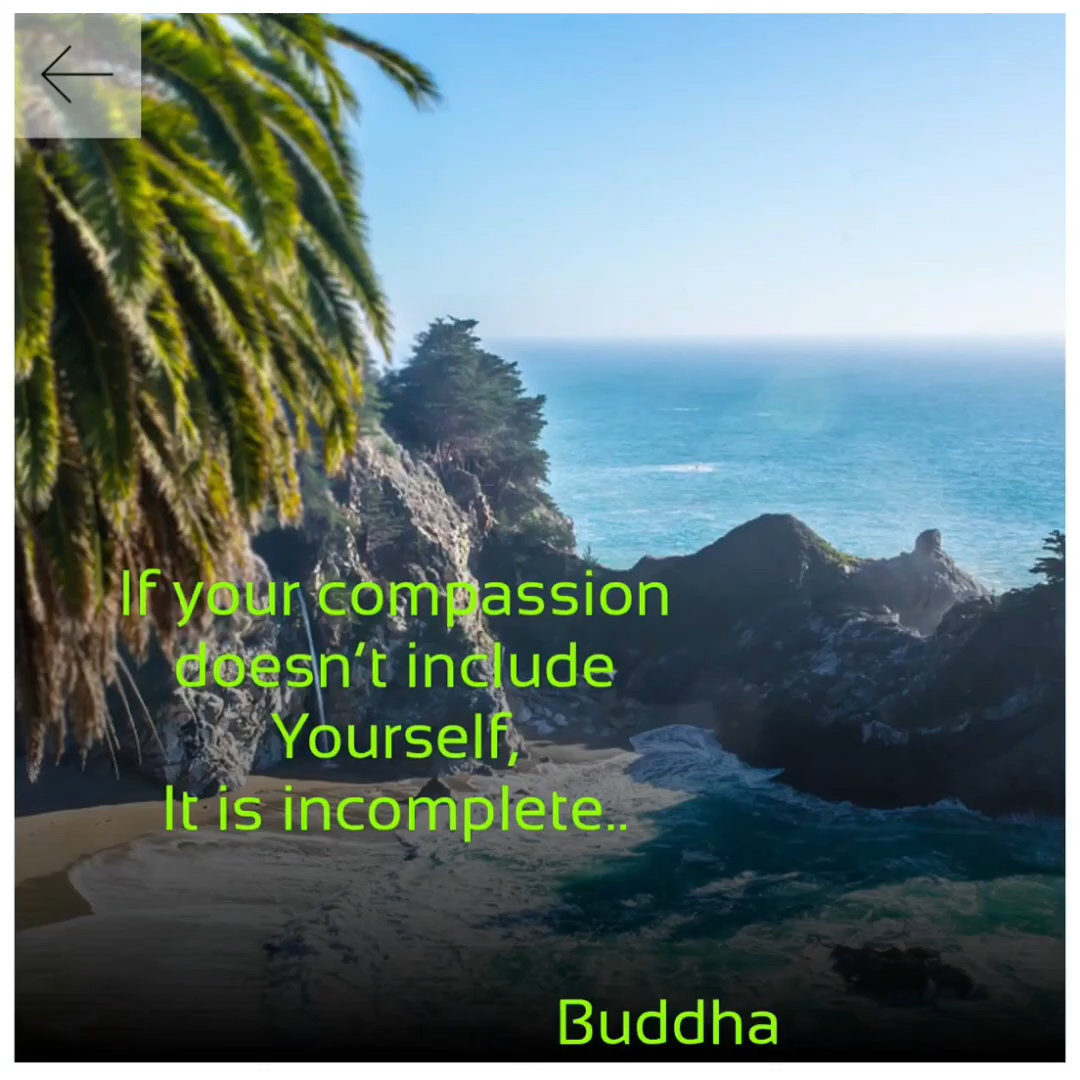 If your compassion
doesn‘t include
Yourself,
It is incomplete..
Buddha